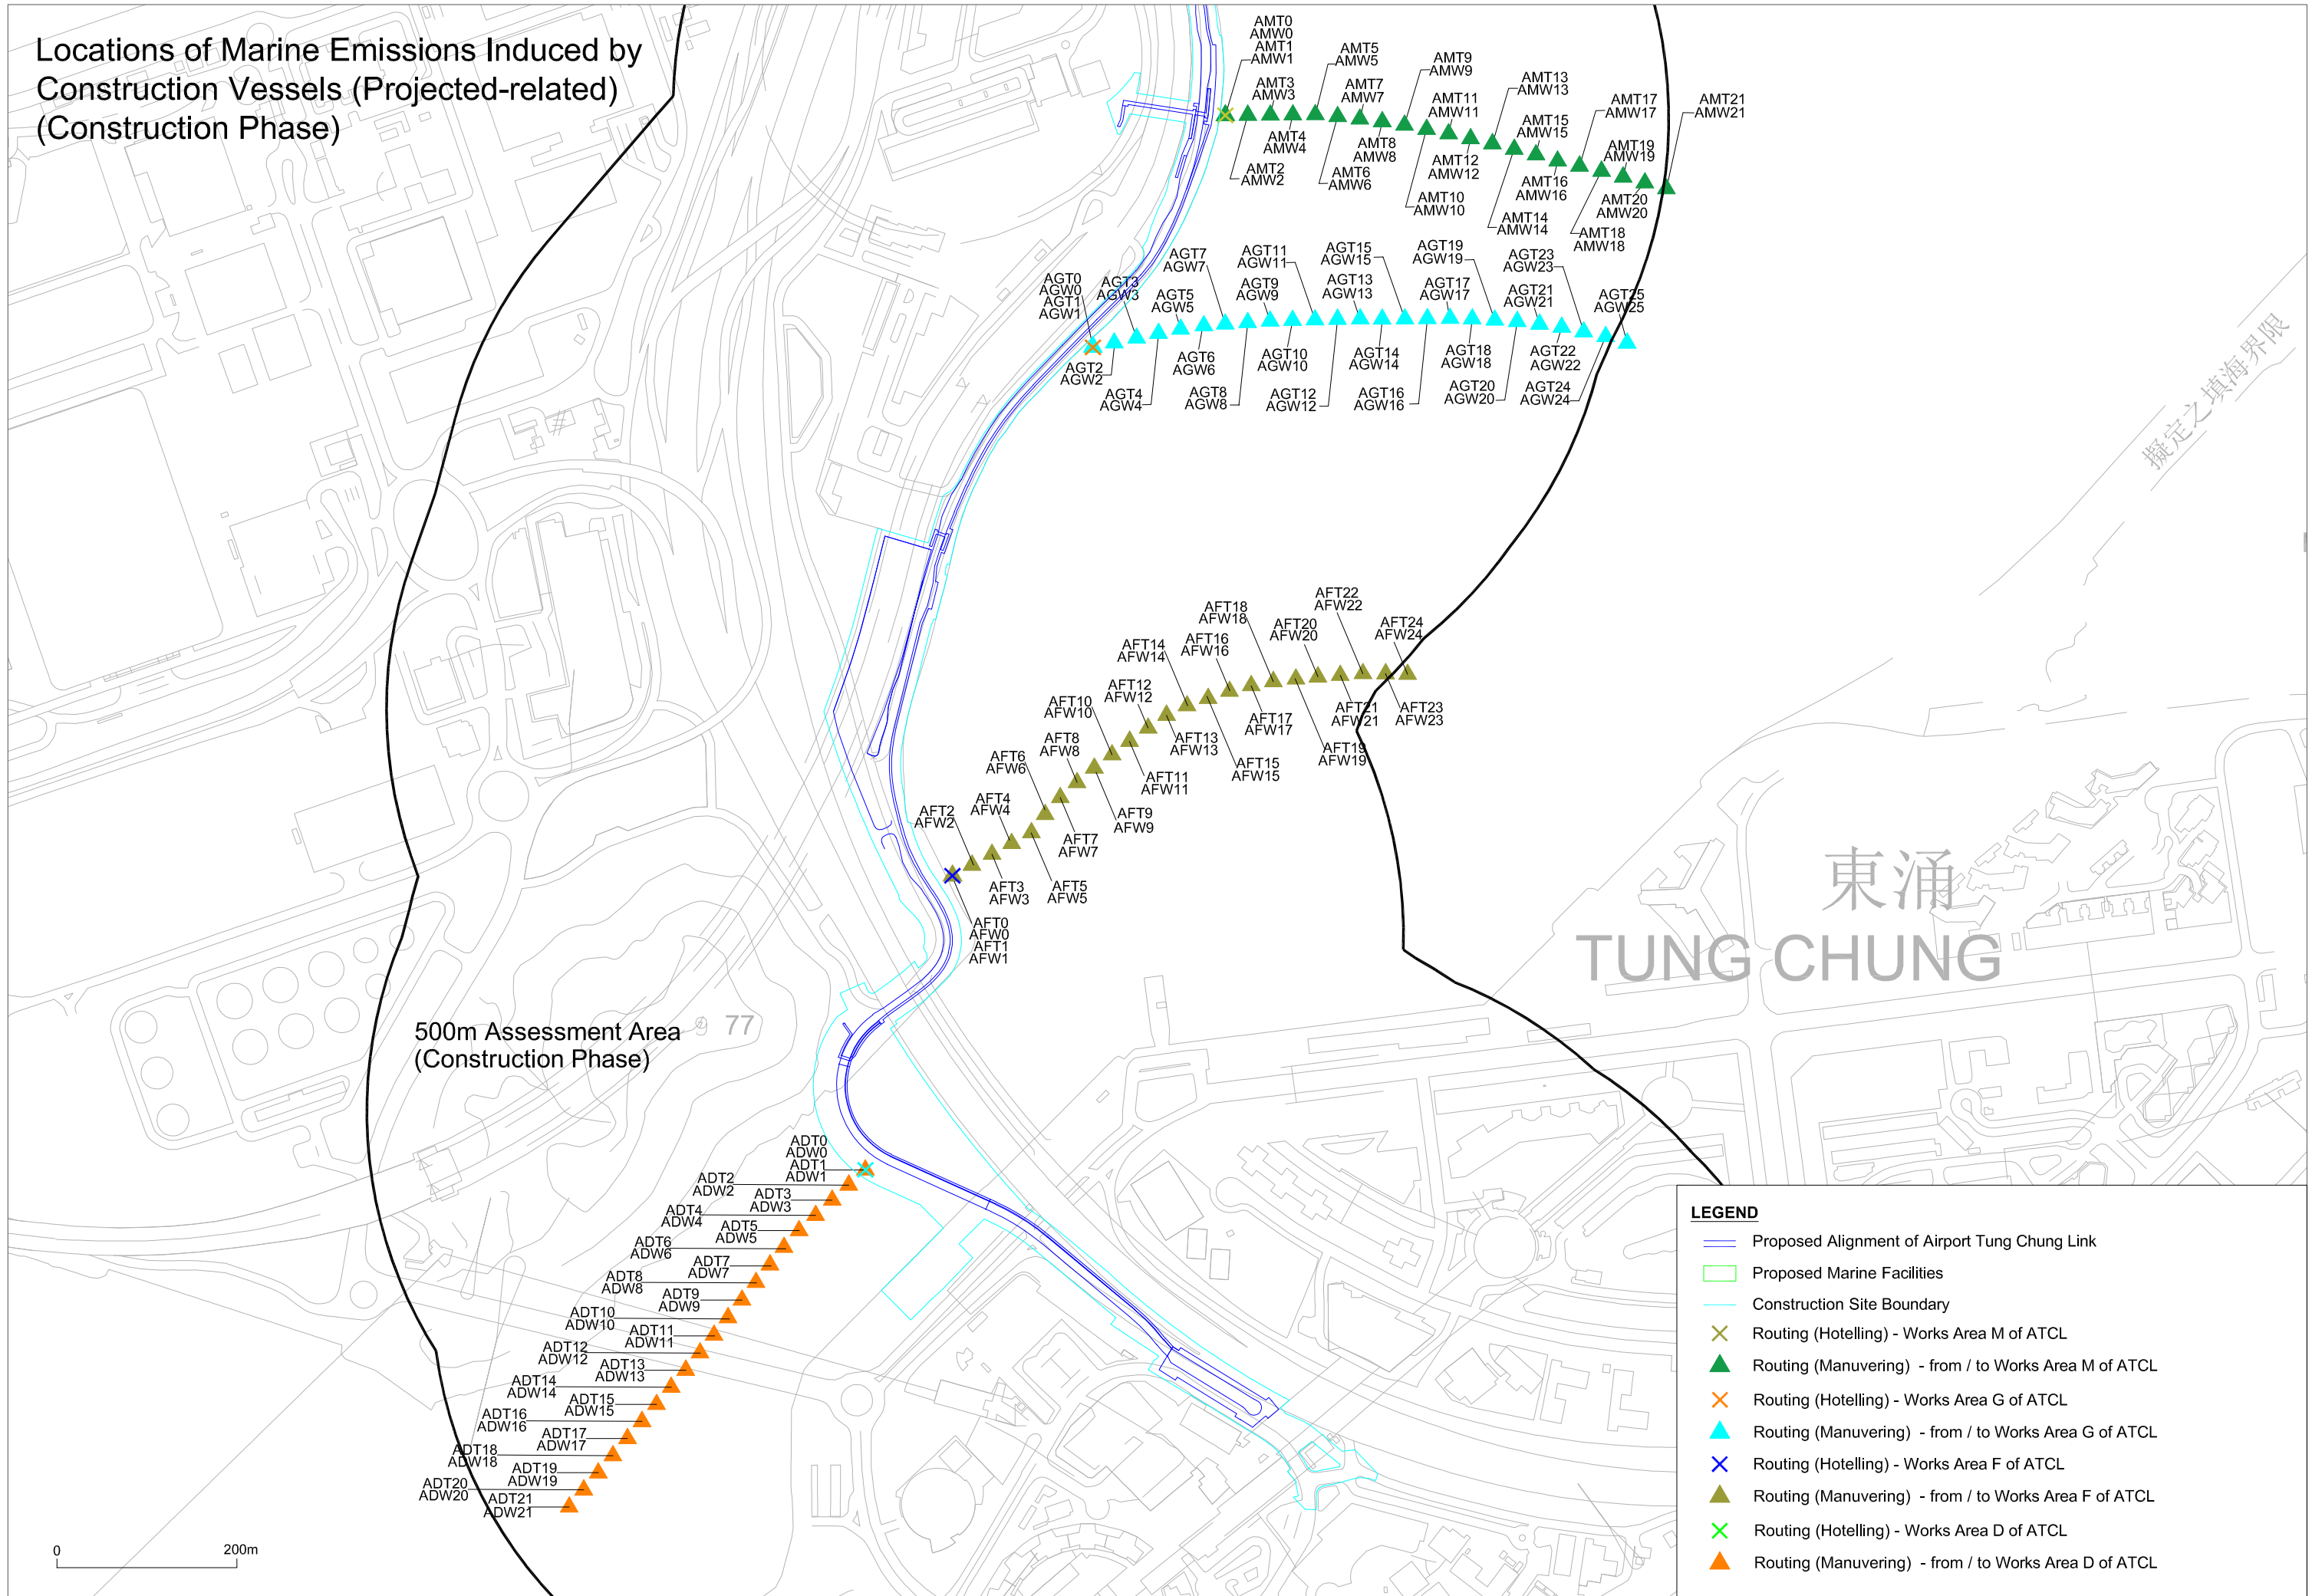 Locations of Marine Emissions Induced by
Construction Vessels (Projected-related)
(Construction Phase)
AMT0
AMW0
AMT1
AMW1
AMT2
AMW2
AMT3
AMW3
AMT4
AMW4
AMT5
AMW5
AMT6
AMW6
AMT7
AMW7
AMT8
AMW8
AMT9
AMW9
AMT10
AMW10
AMT11
AMW11
AMT12
AMW12
AMT13
AMW13
AMT14
AMW14
AMT15
AMW15
AMT16
AMW16
AMT17
AMW17
AMT18
AMW18
AMT19
AMW19
AMT20
AMW20
AMT21
AMW21
AGT0
AGW0
AGT1
AGW1
AGT2
AGW2
AGT3
AGW3
AGT4
AGW4
AGT5
AGW5
AGT6
AGW6
AGT7
AGW7
AGT8
AGW8
AGT9
AGW9
AGT10
AGW10
AGT11
AGW11
AGT12
AGW12
AGT13
AGW13
AGT14
AGW14
AGT15
AGW15
AGT16
AGW16
AGT17
AGW17
AGT18
AGW18
AGT19
AGW19
AGT20
AGW20
AGT21
AGW21
AGT22
AGW22
AGT23
AGW23
AGT24
AGW24
AGT25
AGW25
擬定之填海界限
AFT0
AFW0
AFT1
AFW1
AFT2
AFW2
AFT3
AFW3
AFT4
AFW4
AFT5
AFW5
AFT6
AFW6
AFT7
AFW7
AFT8
AFW8
AFT9
AFW9
AFT10
AFW10
AFT11
AFW11
AFT12
AFW12
AFT13
AFW13
AFT14
AFW14
AFT15
AFW15
AFT16
AFW16
AFT17
AFW17
AFT18
AFW18
AFT19
AFW19
AFT20
AFW20
AFT21
AFW21
AFT22
AFW22
AFT23
AFW23
AFT24
AFW24
東涌
TUNG CHUNG
77
500m Assessment Area
(Construction Phase)
ADT0
ADW0
ADT1
ADW1
ADT2
ADW2
ADT3
ADW3
ADT4
ADW4
ADT5
ADW5
ADT6
ADW6
ADT7
ADW7
ADT8
ADW8
ADT9
ADW9
ADT10
ADW10
ADT11
ADW11
ADT12
ADW12
ADT13
ADW13
ADT14
ADW14
ADT15
ADW15
ADT16
ADW16
ADT17
ADW17
ADT18
ADW18
ADT19
ADW19
ADT20
ADW20
ADT21
ADW21
0 200m
LEGEND
Proposed Alignment of Airport Tung Chung Link
Proposed Marine Facilities
Construction Site Boundary
Routing (Hotelling) - Works Area M of ATCL
Routing (Manuvering) - from / to Works Area M of ATCL
Routing (Hotelling) - Works Area G of ATCL
Routing (Manuvering) - from / to Works Area G of ATCL
Routing (Hotelling) - Works Area F of ATCL
Routing (Manuvering) - from / to Works Area F of ATCL
Routing (Hotelling) - Works Area D of ATCL
Routing (Manuvering) - from / to Works Area D of ATCL